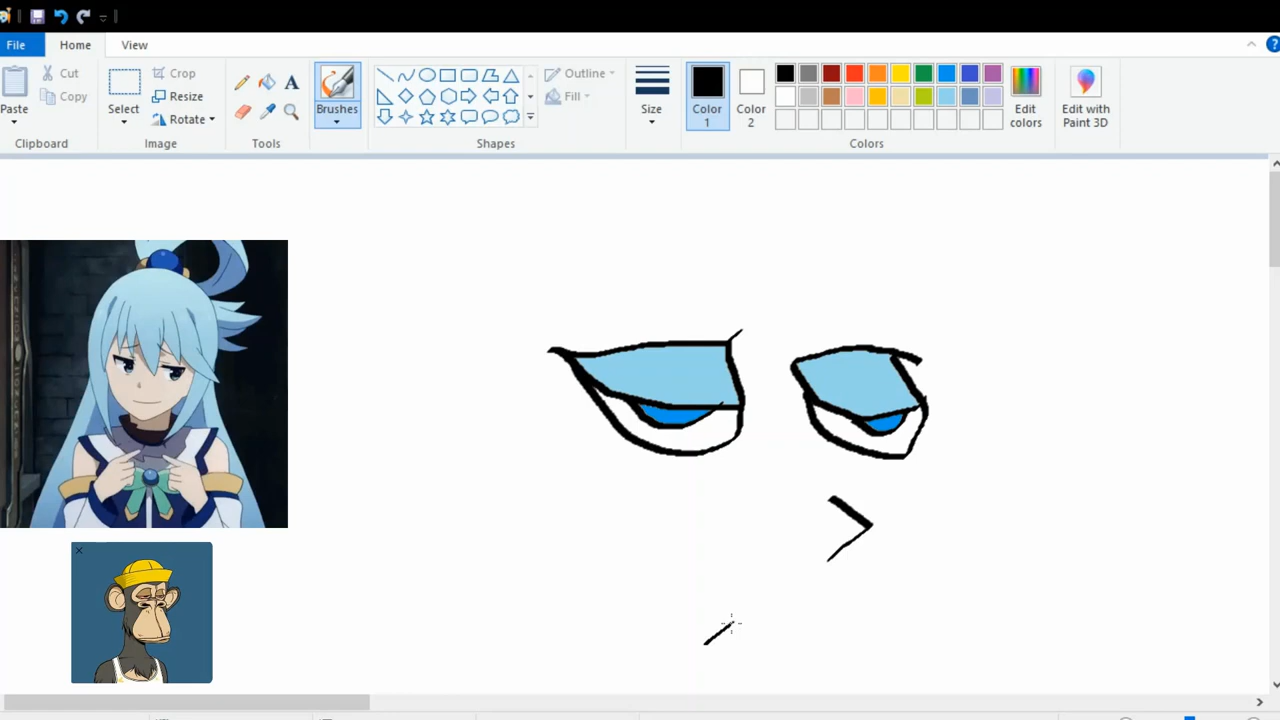 File Home View
Paste Cut Copy
Clipboard
Select Crop Resize Rotate
Image
Tools
Brushes
Outline Fill
Shapes
Size
Color 1
Color 2
Edit colors
Colors
Edit with Paint 3D